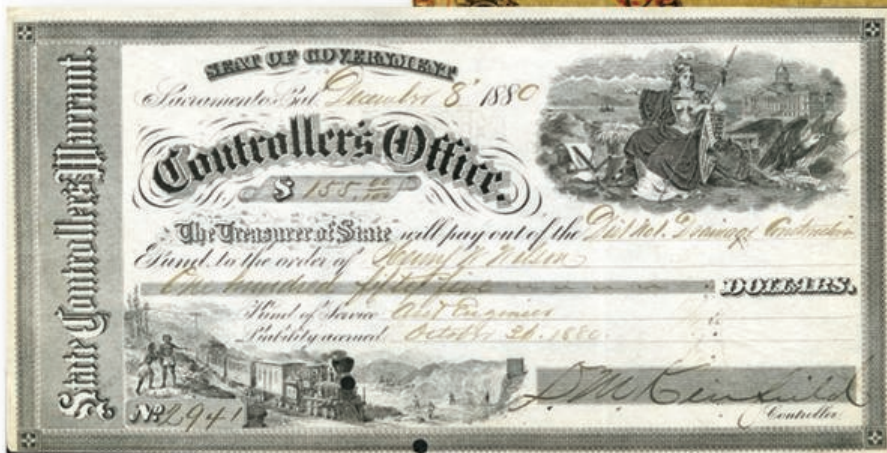 State Controller's Warrant.
SEAT OF GOVERNMENT
Sacramento, Cal. December 8" 1880
Controller's Office.
$ 155 00/100
The Treasurer of State will pay out of the Dist No 1. Drainage Construction
Fund, to the order of Henry W Wilson
One hundred fifty five DOLLARS.
Kind of Service Asst Engineer
Liability accrued October 1880
No. 2941
Controller